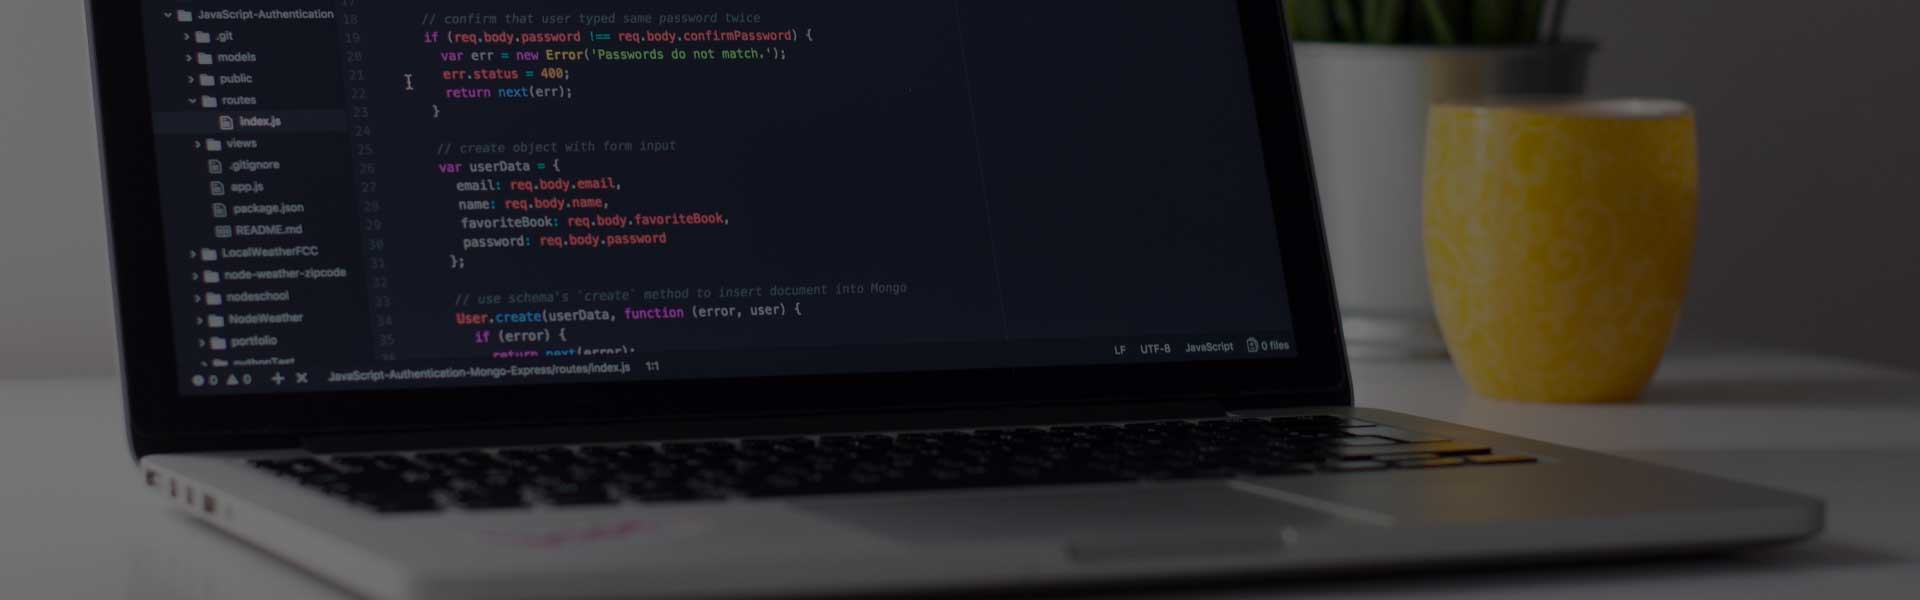 JavaScript-Authentication
.git
models
public
routes
index.js
views
.gitignore
app.js
package.json
README.md
LocalWeatherFCC
node-weather-zipcode
nodeschool
NodeWeather
portfolio
pythonTest
18 // confirm that user typed same password twice
19 if (req.body.password !== req.body.confirmPassword) {
20 var err = new Error('Passwords do not match.');
21 err.status = 400;
22 return next(err);
23 }
24
25 // create object with form input
26 var userData = {
27 email: req.body.email,
28 name: req.body.name,
29 favoriteBook: req.body.favoriteBook,
30 password: req.body.password
31 };
32
33 // use schema's `create` method to insert document into Mongo
34 User.create(userData, function (error, user) {
35 if (error) {
36 return next(error);
0 0 JavaScript-Authentication-Mongo-Express/routes/index.js 1:1 LF UTF-8 JavaScript 0 files